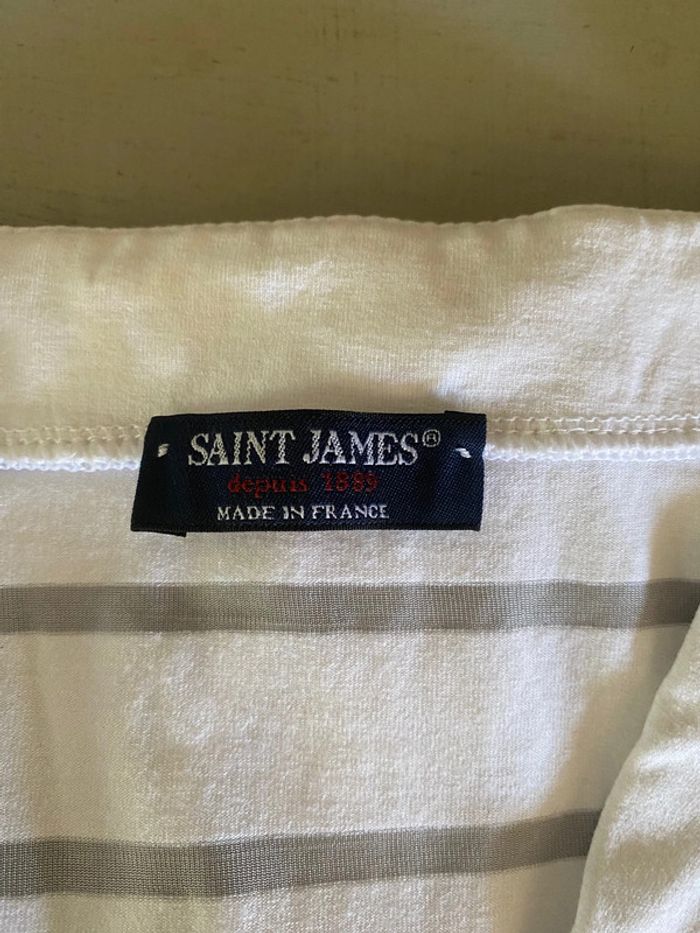 SAINT JAMES®
depuis 1889
MADE IN FRANCE